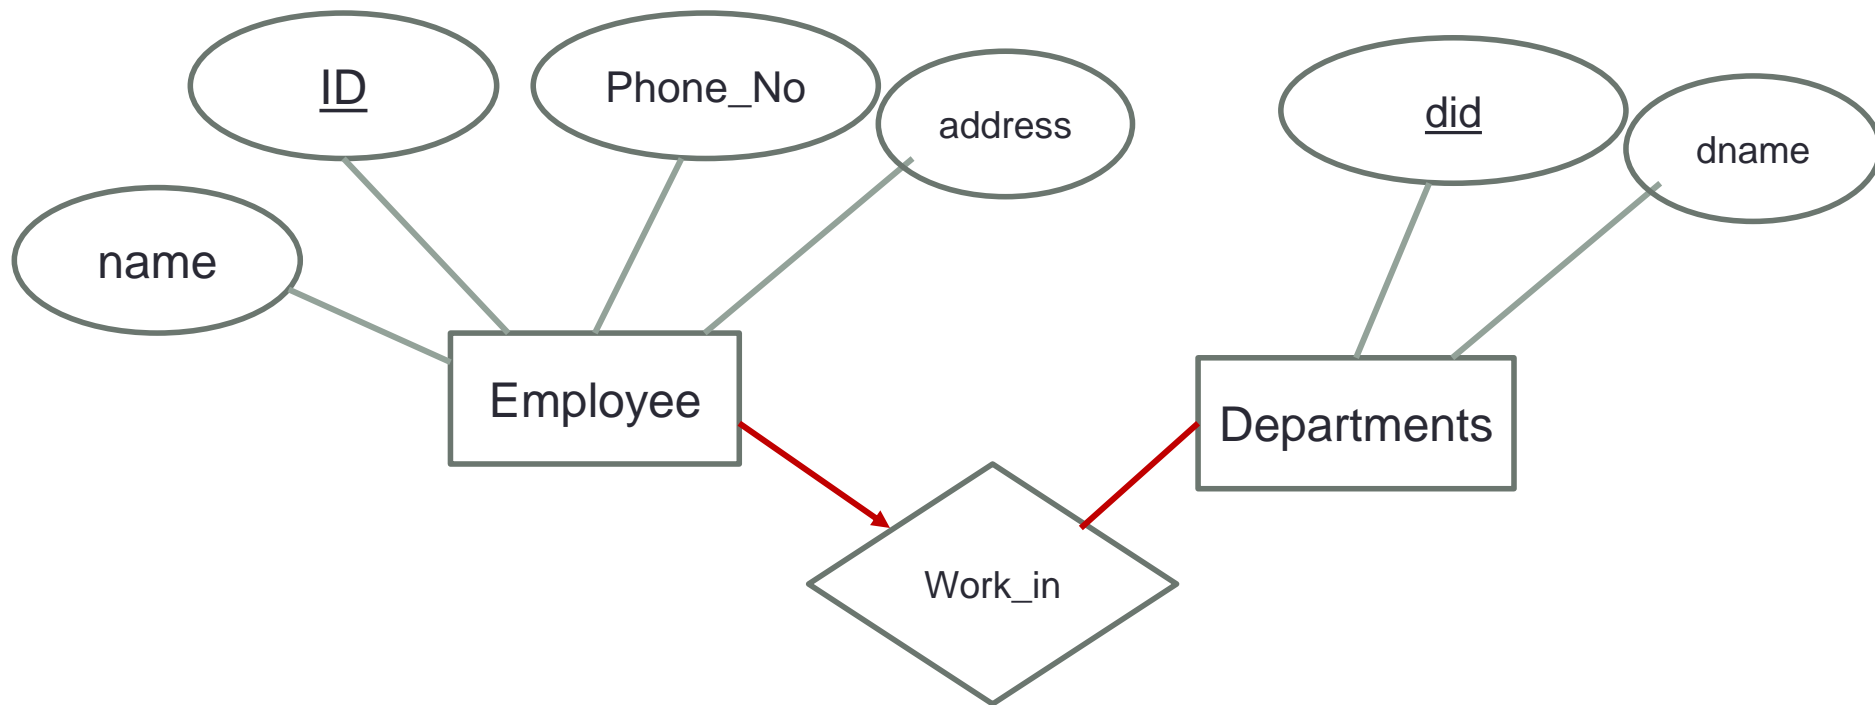 ID
Phone_No
address
did
dname
name
Employee
Departments
Work_in